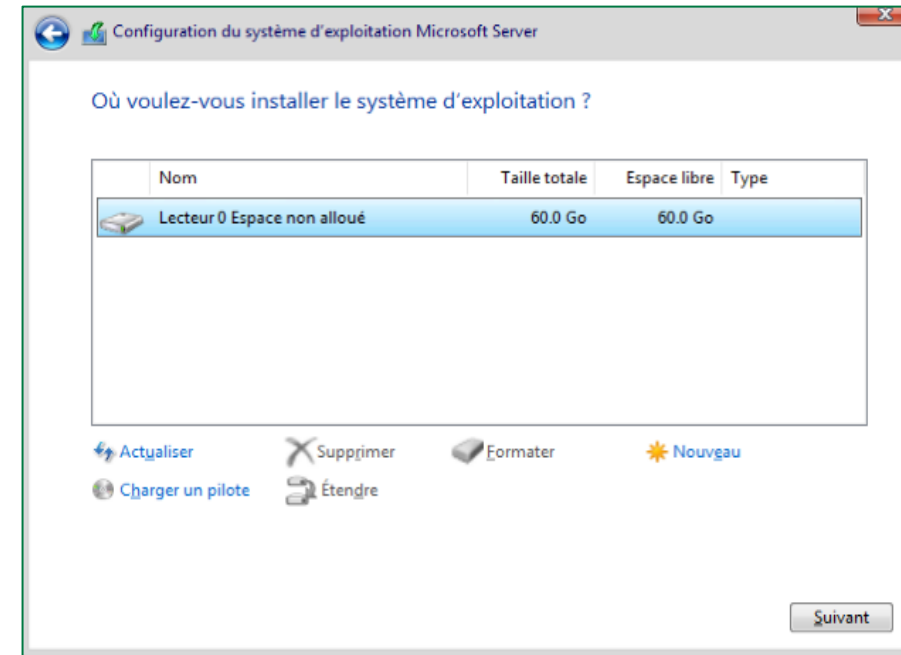 Configuration du système d'exploitation Microsoft Server
Où voulez-vous installer le système d'exploitation ?
Nom Taille totale Espace libre Type
Lecteur 0 Espace non alloué 60.0 Go 60.0 Go
Actualiser Supprimer Formater Nouveau
Charger un pilote Étendre
Suivant